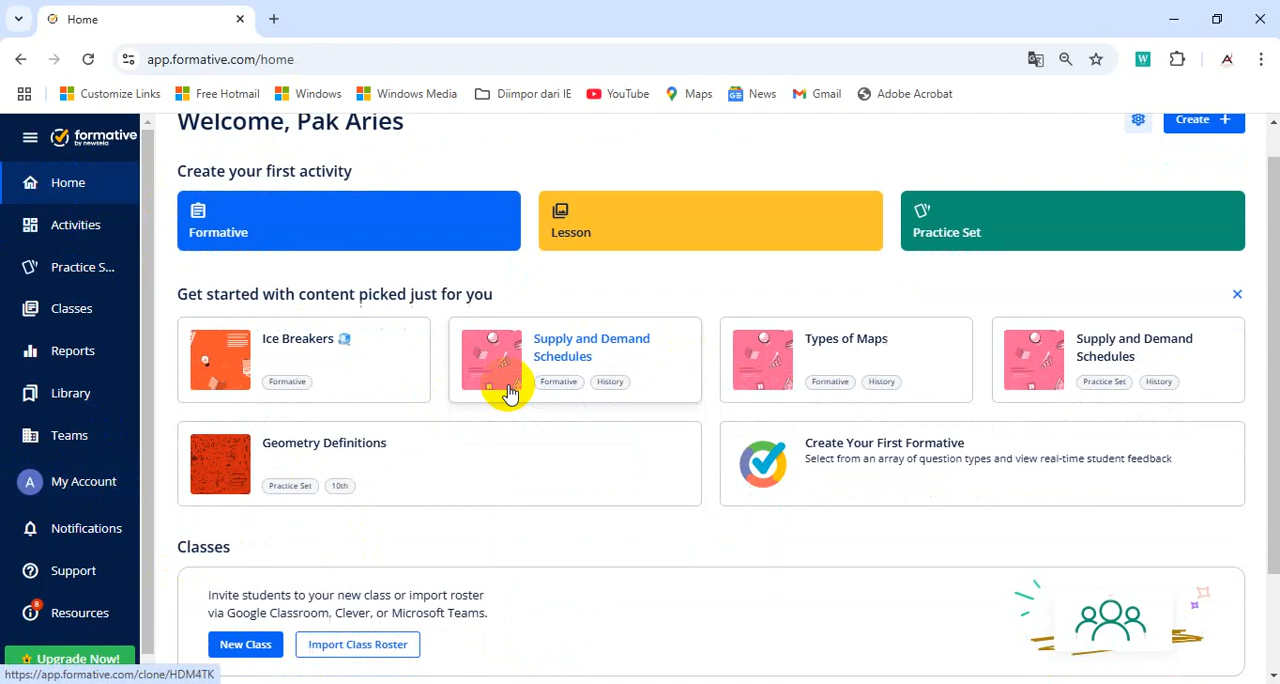 Home
app.formative.com/home
Customize Links
Free Hotmail
Windows
Windows Media
Diimpor dari IE
YouTube
Maps
News
Gmail
Adobe Acrobat
formative
by newsela
Home
Activities
Practice S...
Classes
Reports
Library
Teams
A My Account
Notifications
Support
8
Resources
Upgrade Now!
Welcome, Pak Aries
Create +
Create your first activity
Formative
Lesson
Practice Set
Get started with content picked just for you
Ice Breakers
Formative
Supply and Demand
Schedules
Formative History
Types of Maps
Formative History
Supply and Demand
Schedules
Practice Set History
Geometry Definitions
Practice Set 10th
Create Your First Formative
Select from an array of question types and view real-time student feedback
Classes
Invite students to your new class or import roster
via Google Classroom, Clever, or Microsoft Teams.
New Class
Import Class Roster
https://app.formative.com/clone/HDM4TK